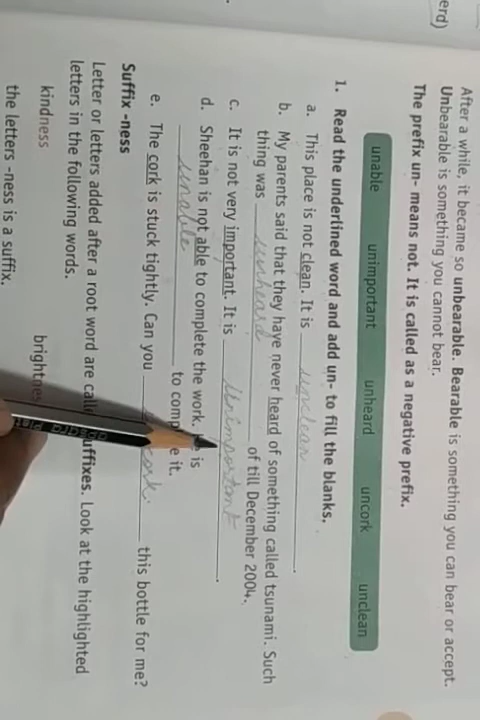 erd)
After a while, it became so unbearable. Bearable is something you can bear or accept.
Unbearable is something you cannot bear.
The prefix un- means not. It is called as a negative prefix.
unable unimportant unheard uncork unclean
1. Read the underlined word and add un- to fill the blanks.
a. This place is not clean. It is unclean.
b. My parents said that they have never heard of something called tsunami. Such
thing was unheard of till December 2004.
c. It is not very important. It is Unimportant.
d. Sheehan is not able to complete the work. is
unable to it.
e. The cork is stuck tightly. Can you this bottle for me?
Suffix -ness
Letter or letters added after a root word are Look at the highlighted
letters in the following words.
kindness
the letters -ness is a suffix.